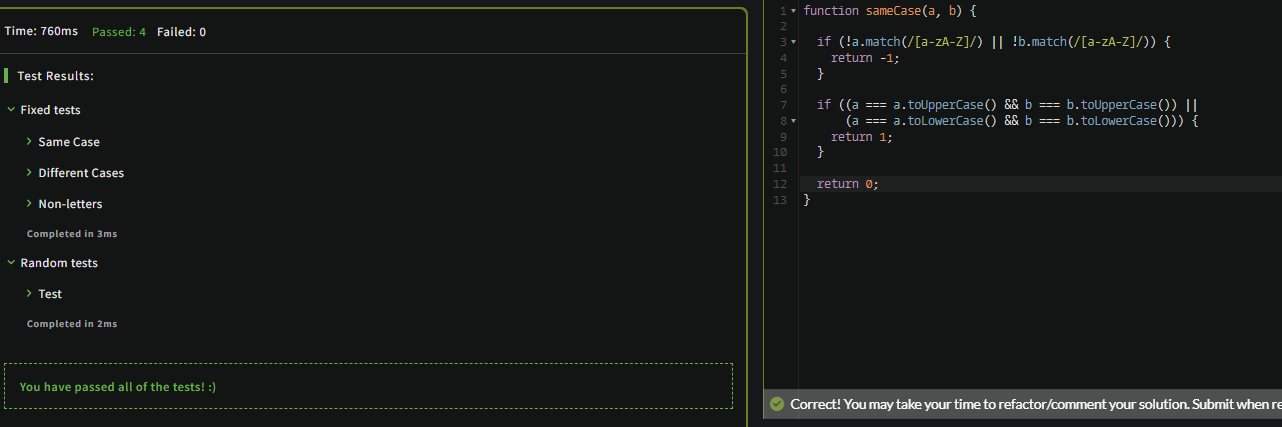 Time: 760ms Passed: 4 Failed: 0
Test Results:
Fixed tests
Same Case
Different Cases
Non-letters
Completed in 3ms
Random tests
Test
Completed in 2ms
You have passed all of the tests! :)
1 function sameCase(a, b) {
2
3   if (!a.match(/[a-zA-Z]/) || !b.match(/[a-zA-Z]/)) {
4     return -1;
5   }
6
7   if ((a === a.toUpperCase() && b === b.toUpperCase()) ||
8       (a === a.toLowerCase() && b === b.toLowerCase())) {
9     return 1;
10   }
11
12   return 0;
13 }
Correct! You may take your time to refactor/comment your solution. Submit when re